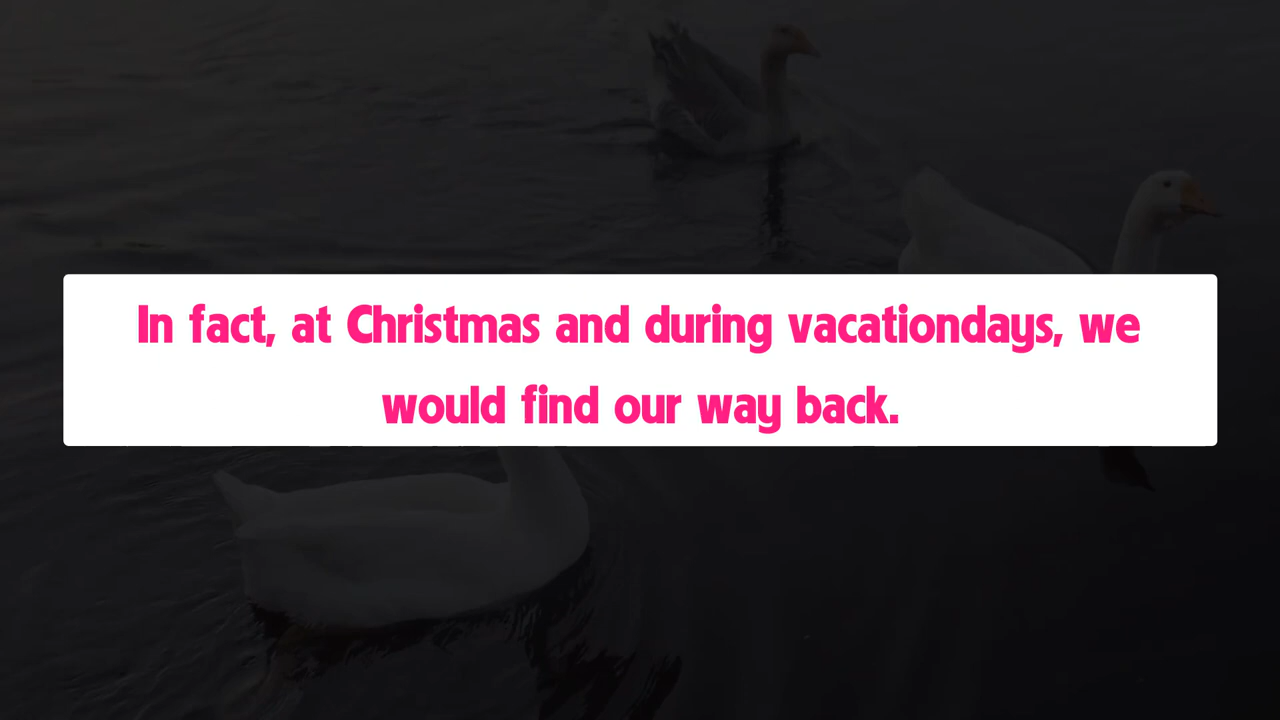 In fact, at Christmas and during vacationdays, we
would find our way back.